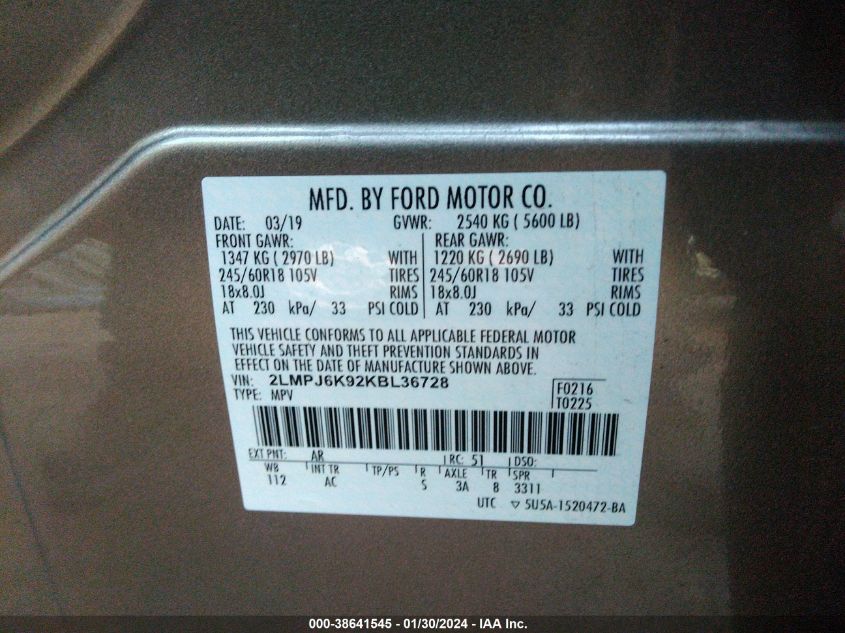 MFD. BY FORD MOTOR CO.
DATE: 03/19 GVWR: 2540 KG ( 5600 LB)
FRONT GAWR: REAR GAWR:
1347 KG ( 2970 LB) WITH 1220 KG ( 2690 LB) WITH
245/60R18 105V TIRES 245/60R18 105V TIRES
18x8.0J RIMS 18x8.0J RIMS
AT 230 kPa/ 33 PSI COLD AT 230 kPa/ 33 PSI COLD
THIS VEHICLE CONFORMS TO ALL APPLICABLE FEDERAL MOTOR
VEHICLE SAFETY AND THEFT PREVENTION STANDARDS IN
EFFECT ON THE DATE OF MANUFACTURE SHOWN ABOVE.
VIN: 2LMPJ6K92KBL36728 F0216
TYPE: MPV T0225
EXT PNT: AR RC: 51 DSO:
WB INT TR TP/PS R AXLE TR SPR
112 AC S 3A 8 3311
UTC ▽ 5U5A-1520472-BA
000-38641545 - 01/30/2024 - IAA Inc.